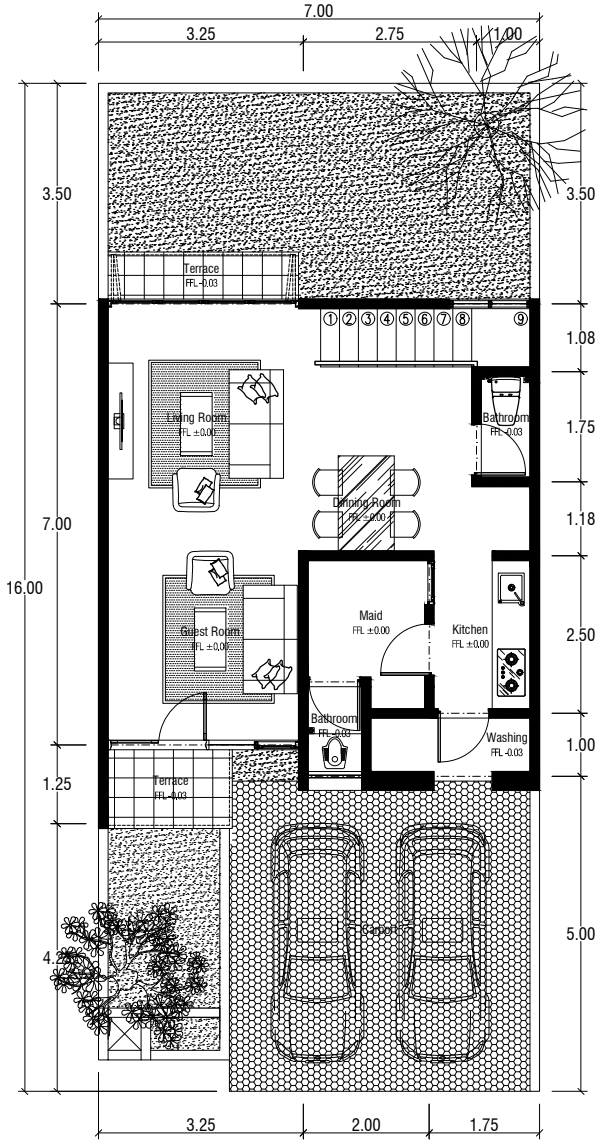 7.00
3.25 2.75 1.00
3.50 3.50
Terrace
FFL -0.03
1 2 3 4 5 6 7 8 9
1.08
Living Room
FFL ±0.00
Bathroom
FFL -0.03
1.75
Dinning Room
FFL ±0.00
7.00
1.18
16.00
Maid
FFL ±0.00
Kitchen
FFL ±0.00
Guest Room
FFL ±0.00
2.50
Bathroom
FFL -0.03
Washing
FFL -0.03
1.00
Terrace
FFL -0.03
1.25
Carport
5.00
3.25 2.00 1.75